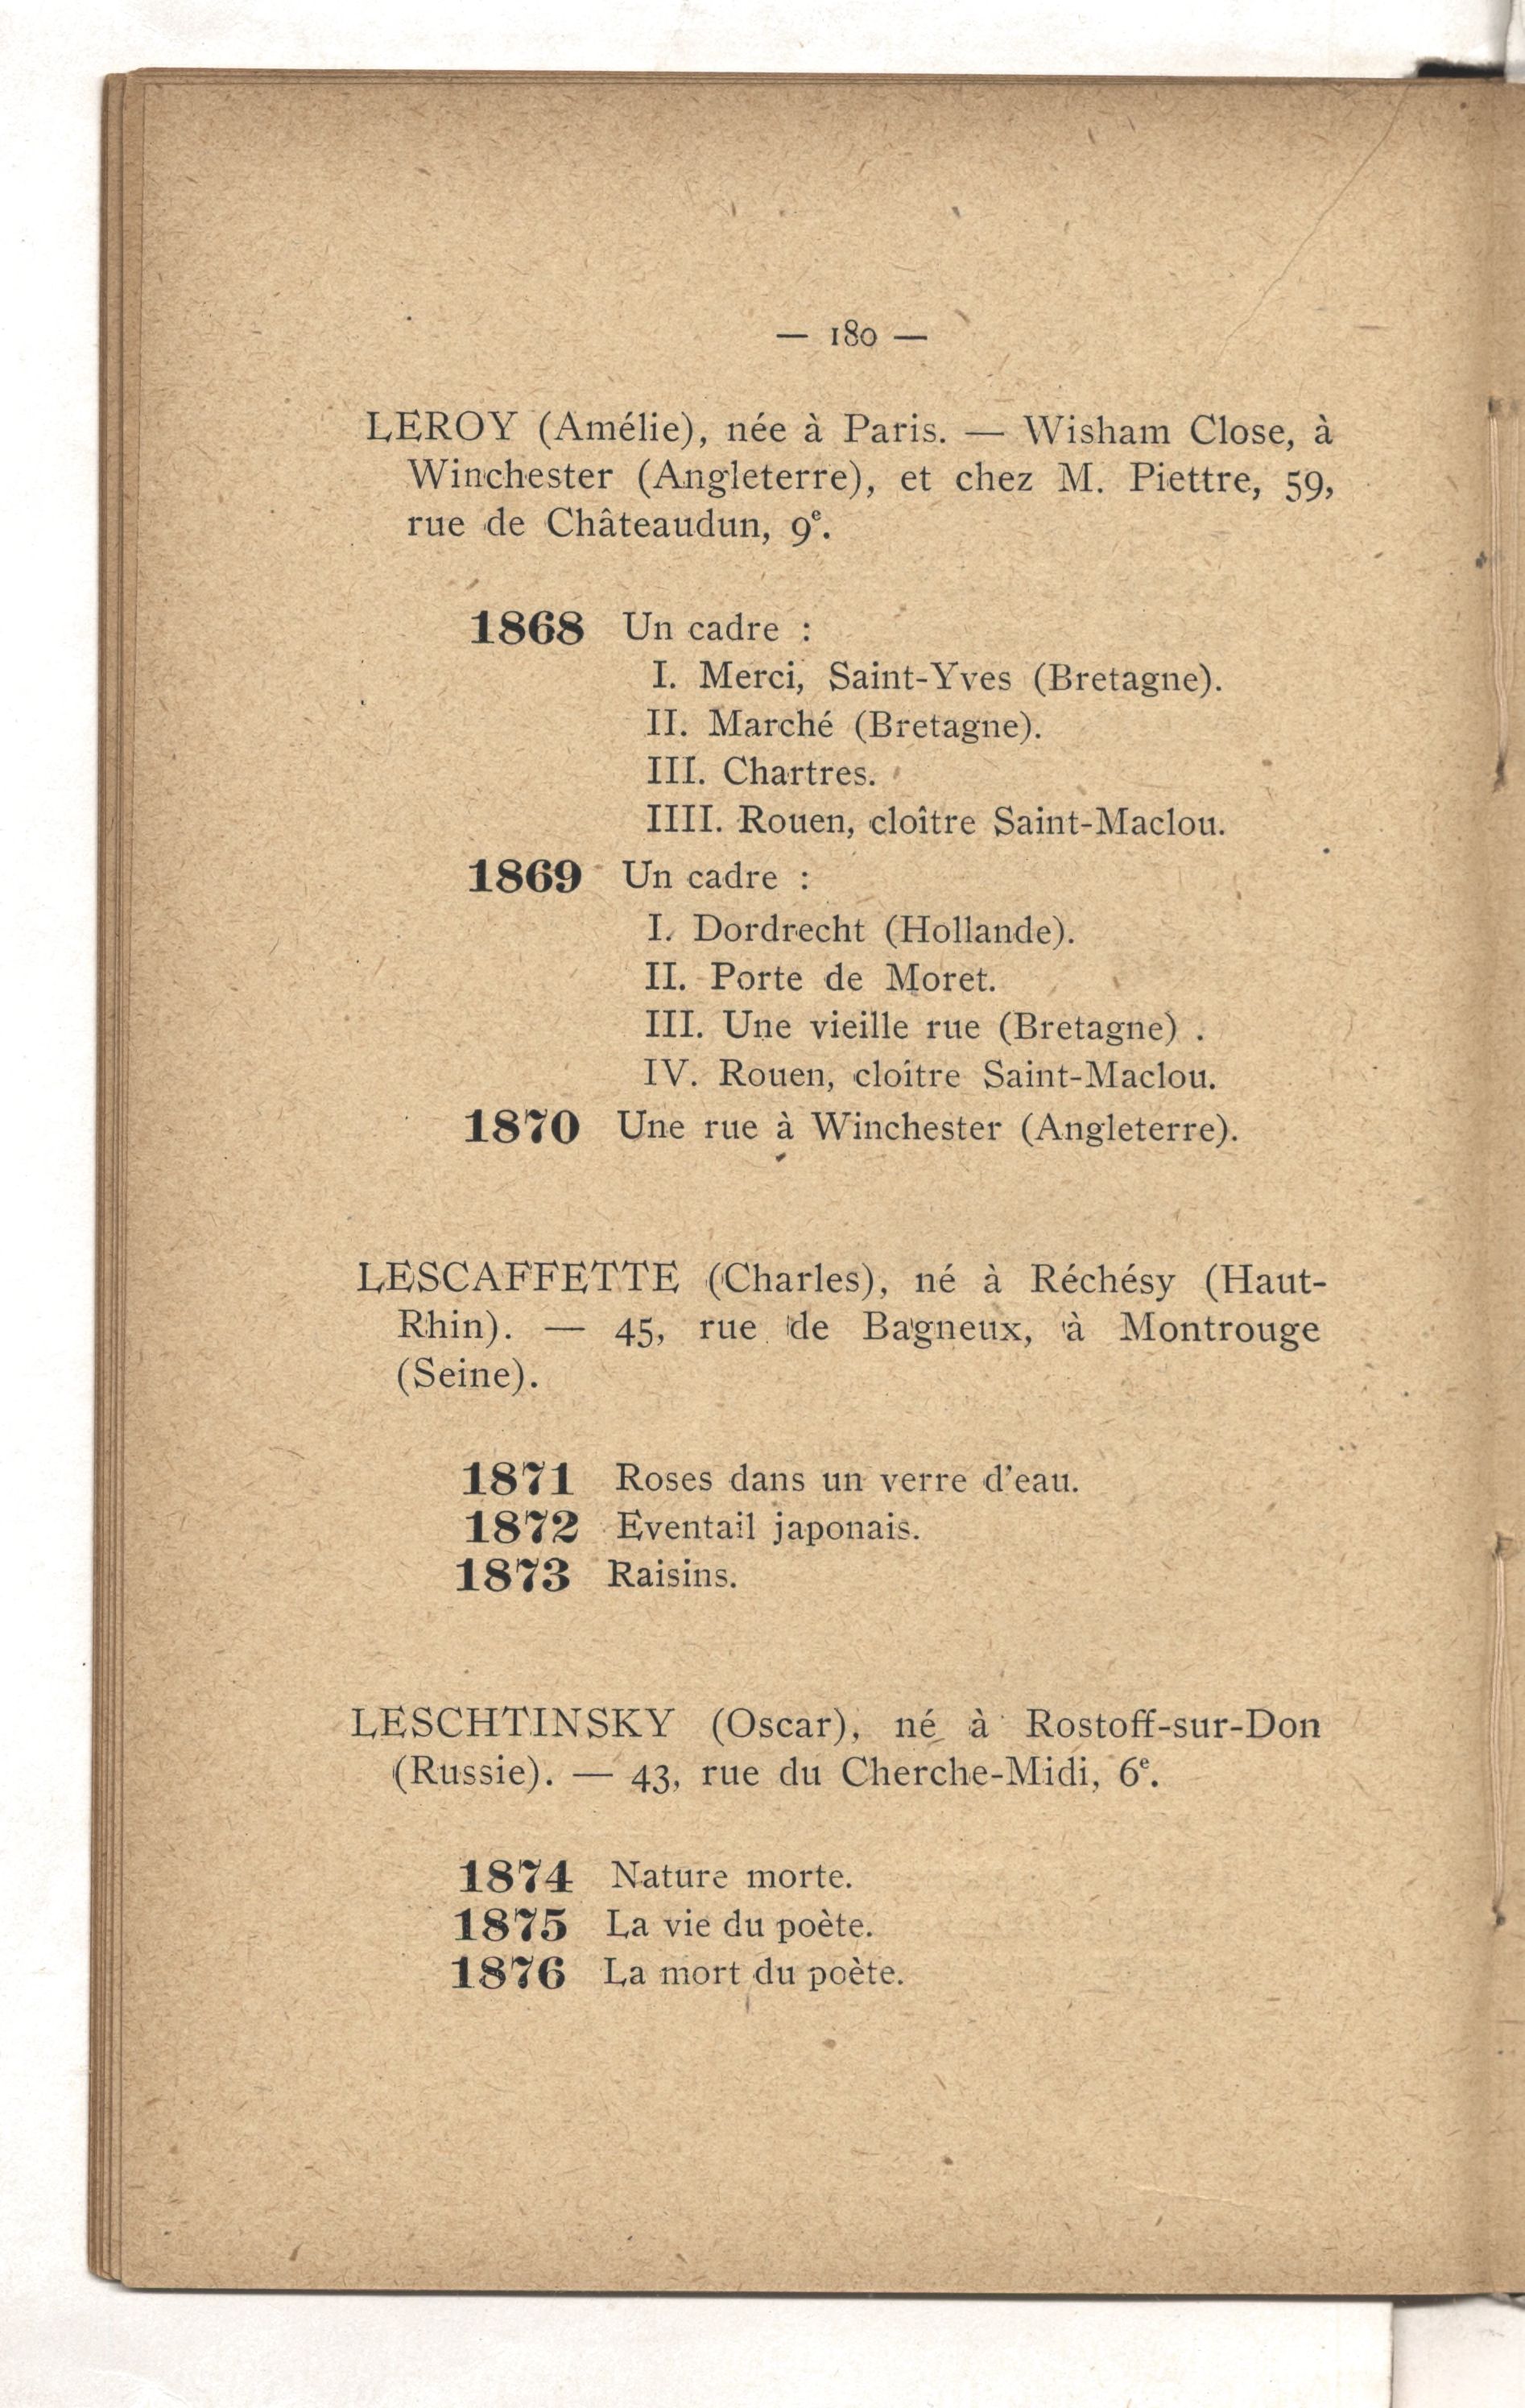 — 180 —
LEROY (Amélie), née à Paris. — Wisham Close, à
Winchester (Angleterre), et chez M. Piettre, 59,
rue de Châteaudun, 9e.
1868 Un cadre :
I. Merci, Saint-Yves (Bretagne).
II. Marché (Bretagne).
III. Chartres.
IIII. Rouen, cloître Saint-Maclou.
1869 Un cadre :
I. Dordrecht (Hollande).
II. Porte de Moret.
III. Une vieille rue (Bretagne) .
IV. Rouen, cloître Saint-Maclou.
1870 Une rue à Winchester (Angleterre).
LESCAFFETTE (Charles), né à Réchésy (Haut-
Rhin). — 45, rue de Bagneux, à Montrouge
(Seine).
1871 Roses dans un verre d'eau.
1872 Eventail japonais.
1873 Raisins.
LESCHTINSKY (Oscar), né à Rostoff-sur-Don
(Russie). — 43, rue du Cherche-Midi, 6e.
1874 Nature morte.
1875 La vie du poète.
1876 La mort du poète.